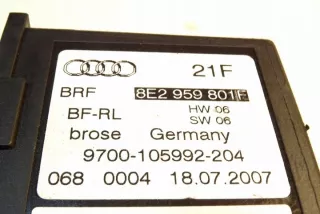 21F
BRF 8E2 959 801 F
BF-RL HW 06
SW 06
brose Germany
9700-105992-204
068 0004 18.07.2007